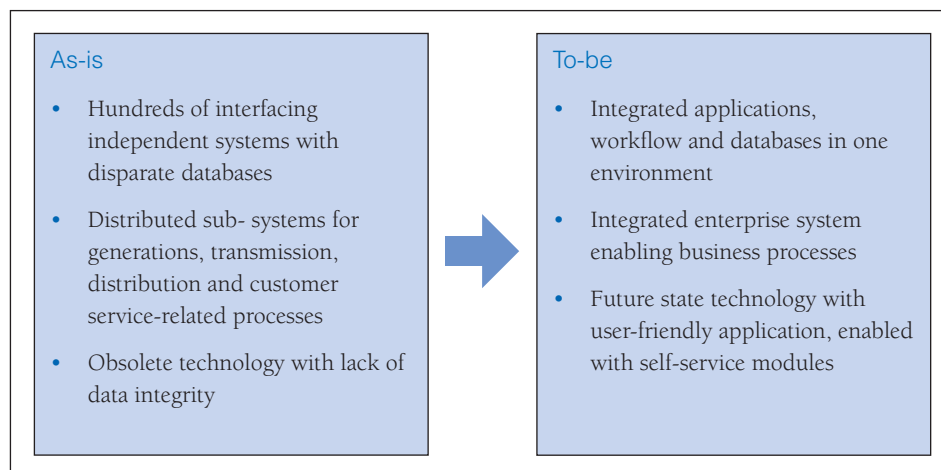 As-is
• Hundreds of interfacing
independent systems with
disparate databases
• Distributed sub- systems for
generations, transmission,
distribution and customer
service-related processes
• Obsolete technology with lack of
data integrity
To-be
• Integrated applications,
workflow and databases in one
environment
• Integrated enterprise system
enabling business processes
• Future state technology with
user-friendly application, enabled
with self-service modules